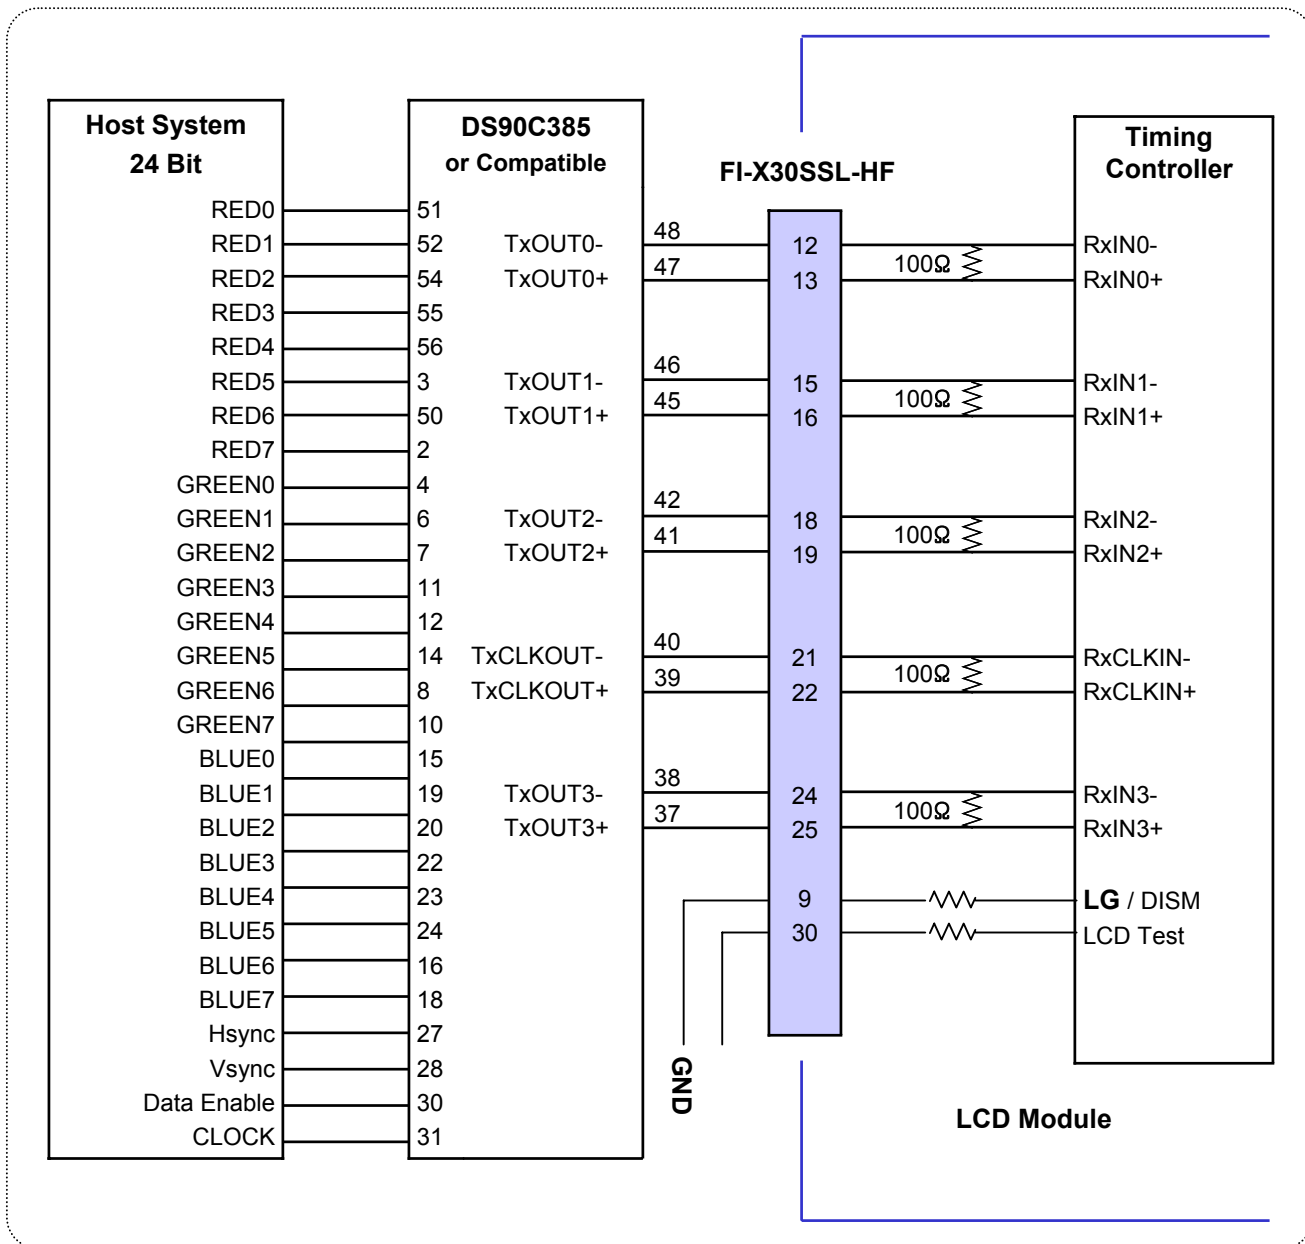 Host System
24 Bit
RED0
RED1
RED2
RED3
RED4
RED5
RED6
RED7
GREEN0
GREEN1
GREEN2
GREEN3
GREEN4
GREEN5
GREEN6
GREEN7
BLUE0
BLUE1
BLUE2
BLUE3
BLUE4
BLUE5
BLUE6
BLUE7
Hsync
Vsync
Data Enable
CLOCK
DS90C385
or Compatible
51
52
54
55
56
3
50
2
4
6
7
11
12
14
8
10
15
19
20
22
23
24
16
18
27
28
30
31
TxOUT0-
TxOUT0+
TxOUT1-
TxOUT1+
TxOUT2-
TxOUT2+
TxCLKOUT-
TxCLKOUT+
TxOUT3-
TxOUT3+
48
47
46
45
42
41
40
39
38
37
GND
FI-X30SSL-HF
12
13
15
16
18
19
21
22
24
25
9
30
100Ω
100Ω
100Ω
100Ω
100Ω
Timing
Controller
RxIN0-
RxIN0+
RxIN1-
RxIN1+
RxIN2-
RxIN2+
RxCLKIN-
RxCLKIN+
RxIN3-
RxIN3+
LG / DISM
LCD Test
LCD Module